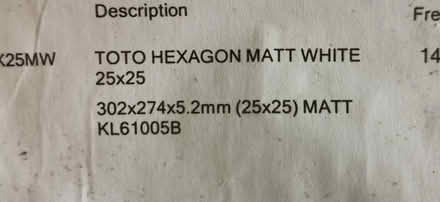 Description Fre
X25MW TOTO HEXAGON MATT WHITE 14
25x25
302x274x5.2mm (25x25) MATT
KL61005B